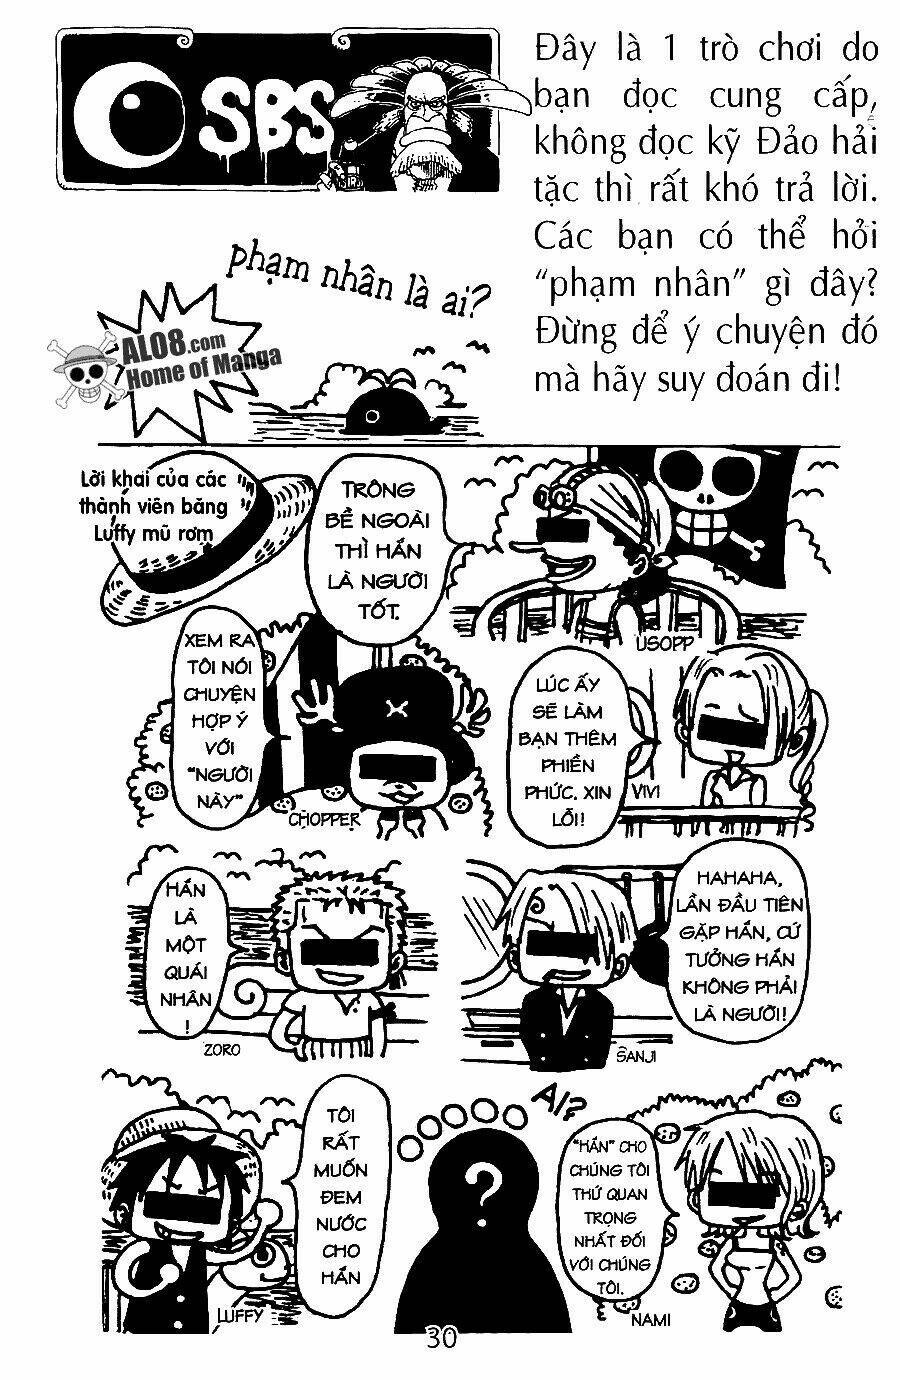 SBS
Đây là 1 trò chơi do
bạn đọc cung cấp,
không đọc kỹ Đảo hải
tặc thì rất khó trả lời.
Các bạn có thể hỏi
“phạm nhân” gì đây?
Đừng để ý chuyện đó
mà hãy suy đoán đi!
phạm nhân là ai?
ALO8.com
Home of Manga
Lời khai của các
thành viên băng
Luffy mũ rơm
TRÔNG
BỀ NGOÀI
THÌ HẮN
LÀ NGƯỜI
TỐT.
USOPP
XEM RA
TÔI NÓI
CHUYỆN
HỢP Ý
VỚI
"NGƯỜI
NÀY"
CHOPPER
LÚC ẤY
SẼ LÀM
BẠN THÊM
PHIỀN
PHỨC, XIN
LỖI!
VIVI
HẮN
LÀ
MỘT
QUÁI
NHÂN
!
ZORO
HAHAHA,
LẦN ĐẦU TIÊN
GẶP HẮN, CỨ
TƯỞNG HẮN
KHÔNG PHẢI
LÀ NGƯỜI!
SANJI
TÔI
RẤT
MUỐN
ĐEM
NƯỚC
CHO
HẮN
LUFFY
AI?
?
"HẮN" CHO
CHÚNG TÔI
THỨ QUAN
TRỌNG
NHẤT ĐỐI
VỚI CHÚNG
TÔI.
NAMI
30